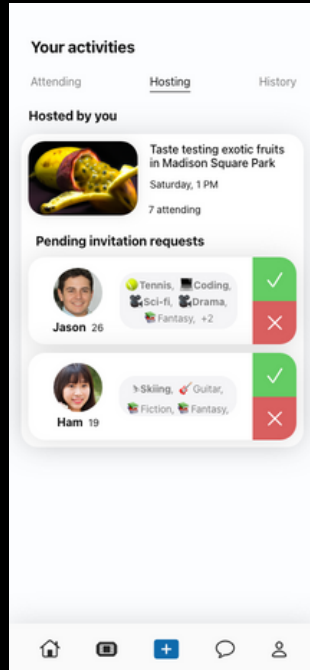 Your activities
Attending Hosting History
Hosted by you
Taste testing exotic fruits
in Madison Square Park
Saturday, 1 PM
7 attending
Pending invitation requests
Tennis, Coding,
Sci-fi, Drama,
Fantasy, +2
Jason 26
Skiing, Guitar,
Fiction, Fantasy,
Ham 19